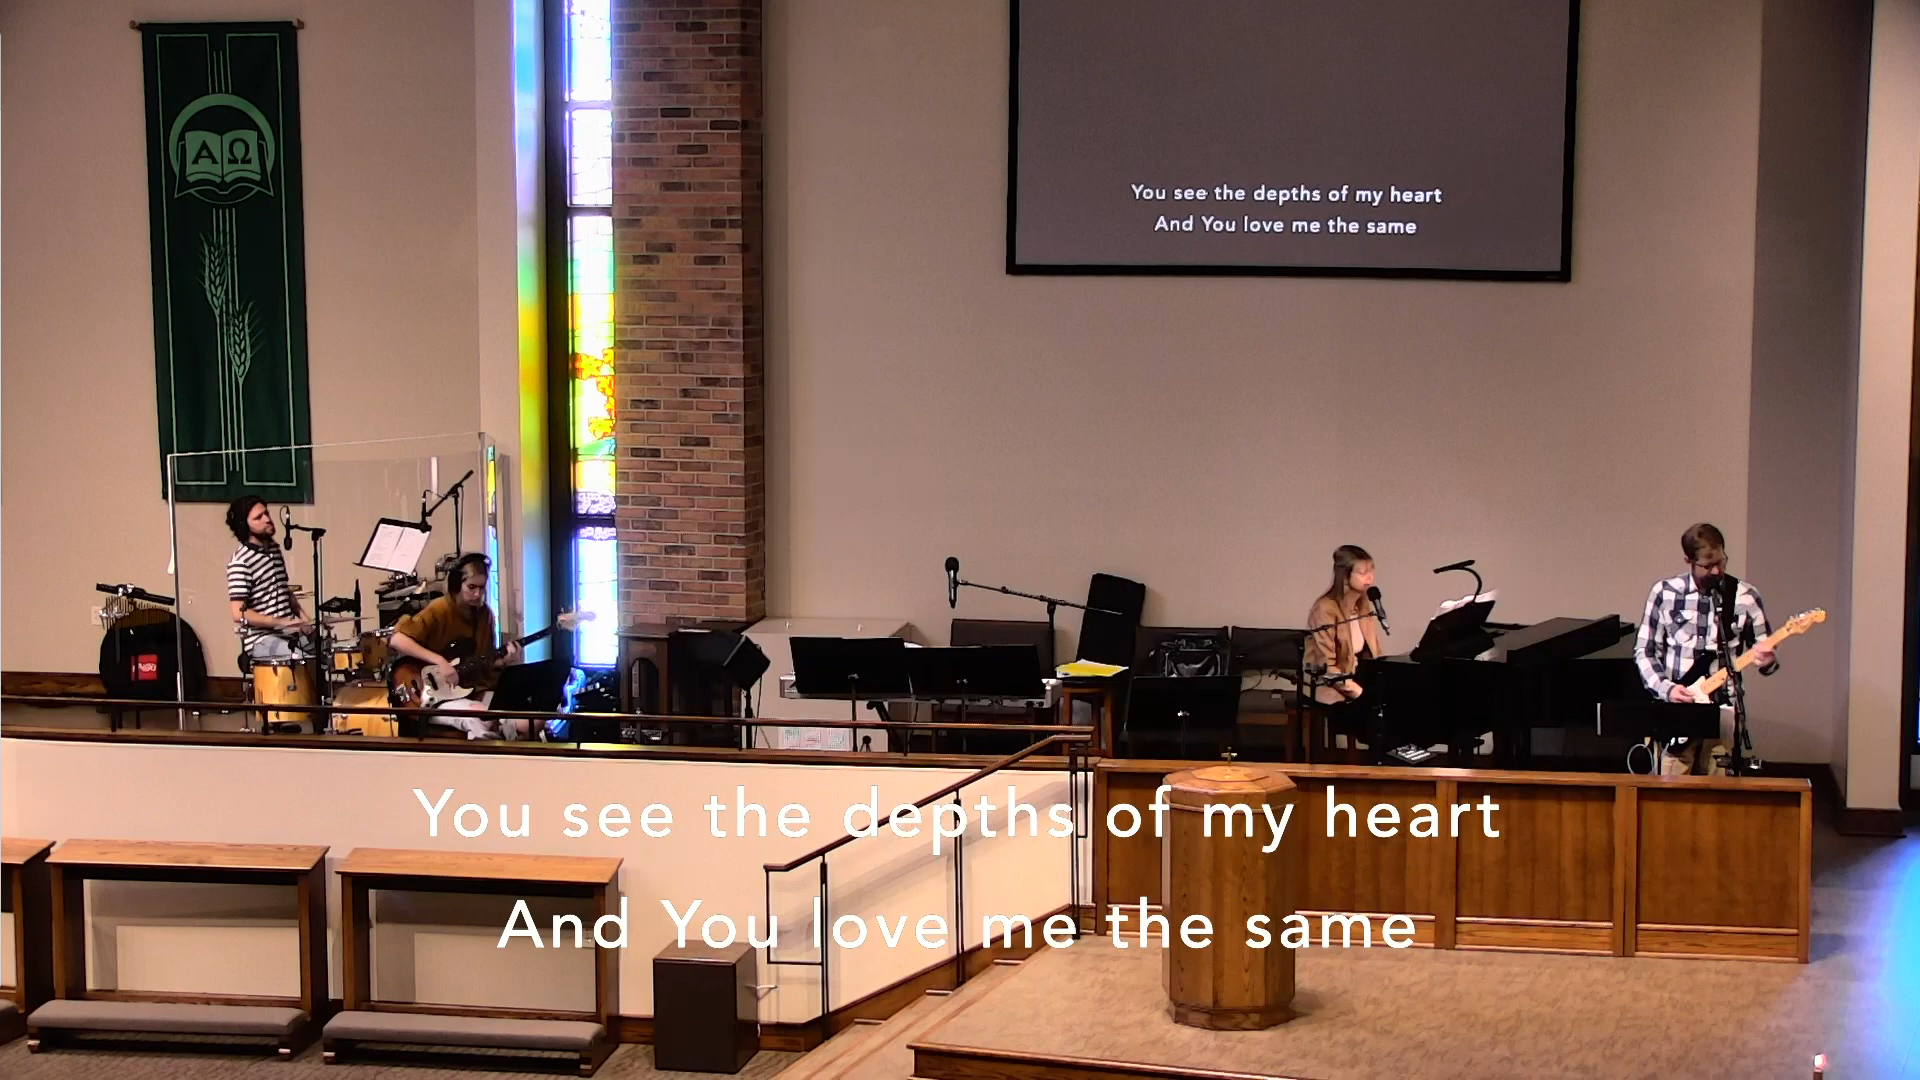 Α Ω
You see the depths of my heart
And You love me the same
You see the depths of my heart
And You love me the same